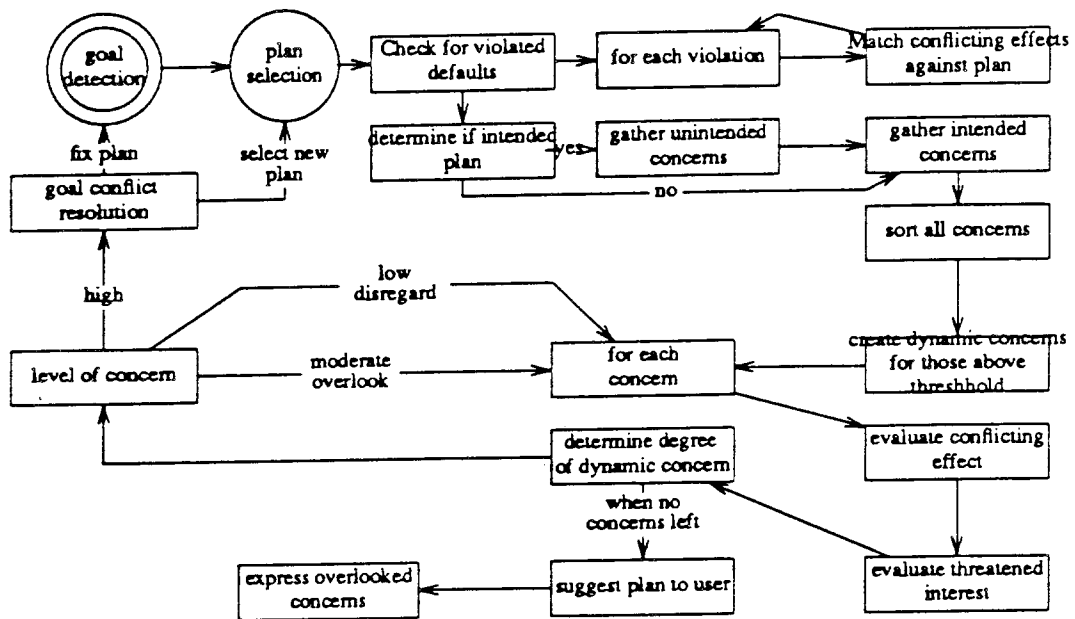 goal
detection
plan
selection
Check for violated
defaults
for each violation
Match conflicting effects
against plan
determine if intended
plan
yes
gather unintended
concerns
gather intended
concerns
fix plan
select new
plan
no
goal conflict
resolution
sort all concerns
low
disregard
high
level of concern
moderate
overlook
for each
concern
create dynamic concerns
for those above
threshhold
determine degree
of dynamic concern
evaluate conflicting
effect
when no
concerns left
express overlooked
concerns
suggest plan to user
evaluate threatened
interest